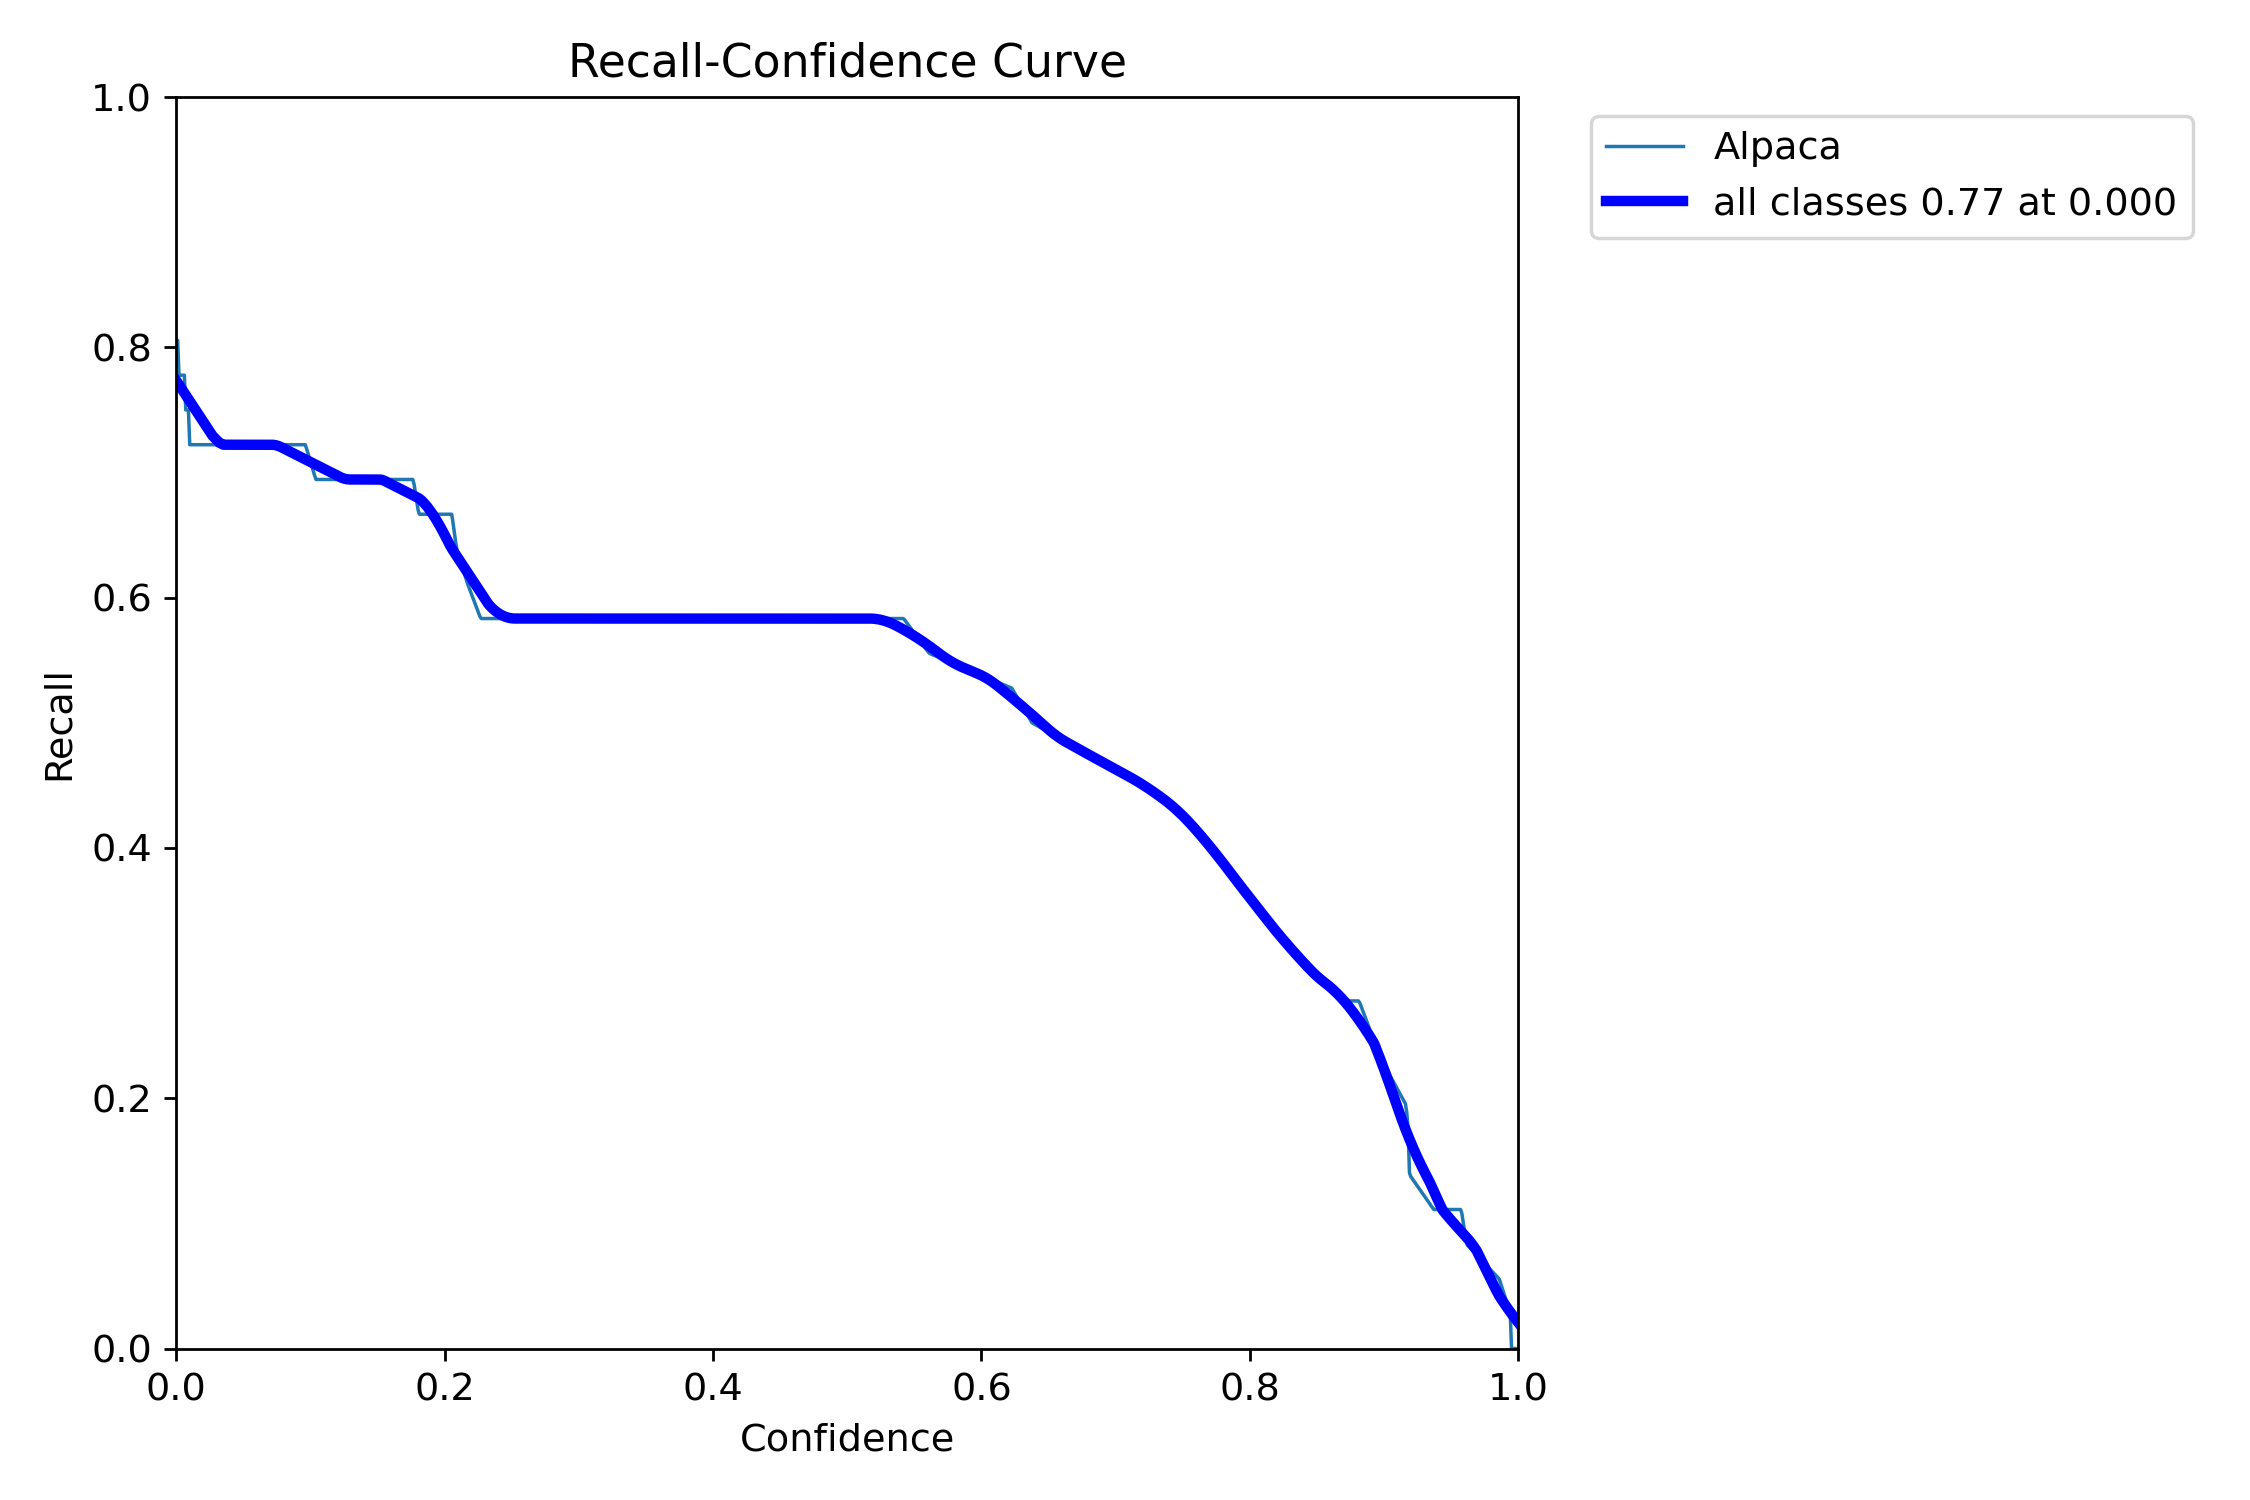 Recall-Confidence Curve
1.0
0.8
0.6
0.4
0.2
0.0
Recall
0.0 0.2 0.4 0.6 0.8 1.0
Confidence
Alpaca
all classes 0.77 at 0.000